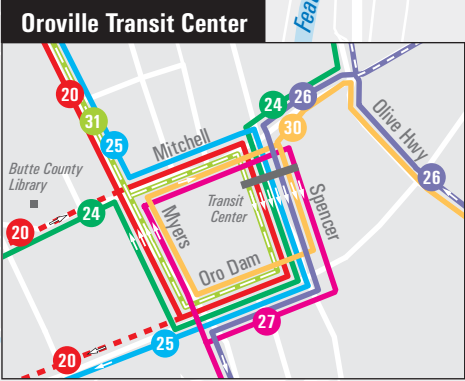 Oroville Transit Center
Fea
20
31
25
Mitchell
24
26
30
Olive Hwy
26
Butte County
Library
24
20
Myers
Transit
Center
Spencer
Oro Dam
27
25
20